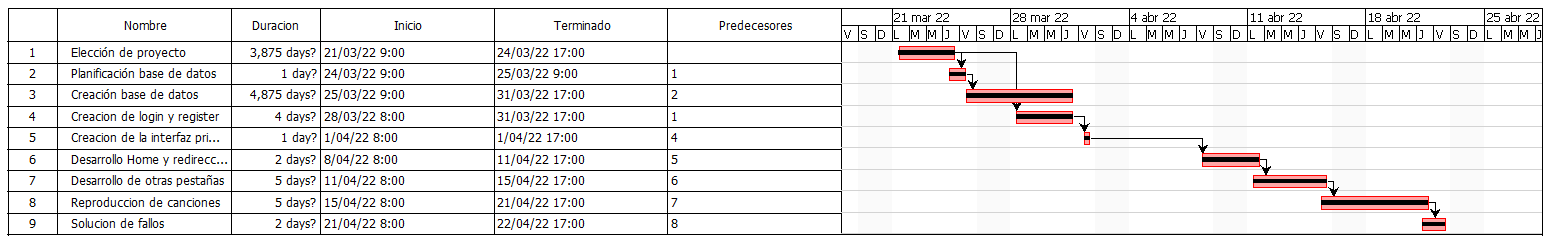 Nombre Duracion Inicio Terminado Predecesores
21 mar 22 28 mar 22 4 abr 22 11 abr 22 18 abr 22 25 abr 22
V S D L M M J V S D L M M J V S D L M M J V S D L M M J V S D L M M J V S D L M M J
1 Elección de proyecto 3,875 days? 21/03/22 9:00 24/03/22 17:00
2 Planificación base de datos 1 day? 24/03/22 9:00 25/03/22 9:00 1
3 Creación base de datos 4,875 days? 25/03/22 9:00 31/03/22 17:00 2
4 Creacion de login y register 4 days? 28/03/22 8:00 31/03/22 17:00 1
5 Creacion de la interfaz pri... 1 day? 1/04/22 8:00 1/04/22 17:00 4
6 Desarrollo Home y redirecc... 2 days? 8/04/22 8:00 11/04/22 17:00 5
7 Desarrollo de otras pestañas 5 days? 11/04/22 8:00 15/04/22 17:00 6
8 Reproduccion de canciones 5 days? 15/04/22 8:00 21/04/22 17:00 7
9 Solucion de fallos 2 days? 21/04/22 8:00 22/04/22 17:00 8